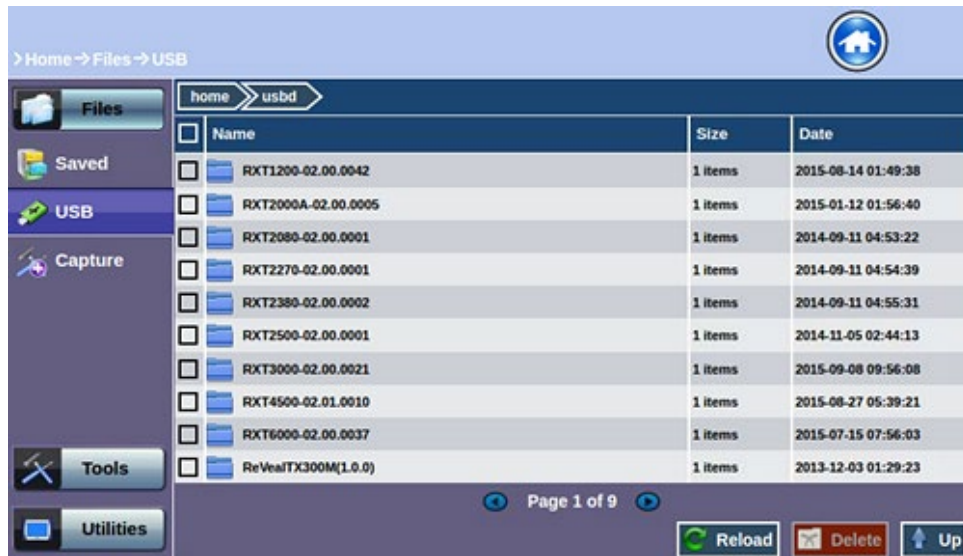 >Home→Files→USB
Files
Saved
USB
Capture
Tools
Utilities
home usbd
Name Size Date
RXT1200-02.00.0042 1 items 2015-08-14 01:49:38
RXT2000A-02.00.0005 1 items 2015-01-12 01:56:40
RXT2080-02.00.0001 1 items 2014-09-11 04:53:22
RXT2270-02.00.0001 1 items 2014-09-11 04:54:39
RXT2380-02.00.0002 1 items 2014-09-11 04:55:31
RXT2500-02.00.0001 1 items 2014-11-05 02:44:13
RXT3000-02.00.0021 1 items 2015-09-08 09:56:08
RXT4500-02.01.0010 1 items 2015-08-27 05:39:21
RXT6000-02.00.0037 1 items 2015-07-15 07:56:03
ReVealTX300M(1.0.0) 1 items 2013-12-03 01:29:23
Page 1 of 9
Reload Delete Up